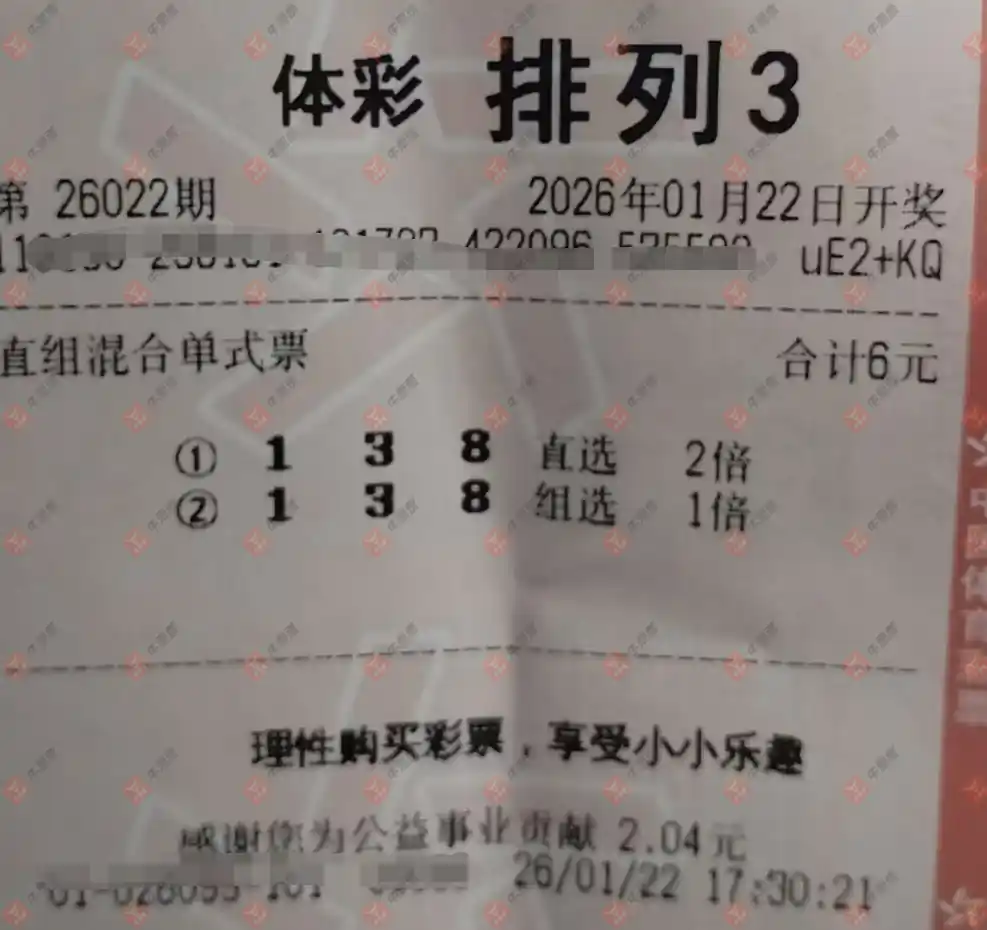 体彩 排列3
第 26022期 2026年01月22日开奖
422096 uE2+KQ
直组混合单式票 合计6元
① 1 3 8 直选 2倍
② 1 3 8 组选 1倍
理性购买彩票，享受小小乐趣
感谢您为公益事业贡献 2.04元
26/01/22 17:30:21